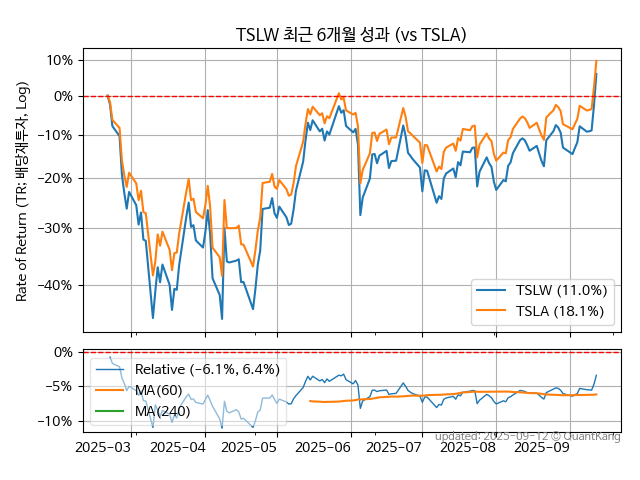 TSLW 최근 6개월 성과 (vs TSLA)
Rate of Return (TR: 배당재투자, Log)
10%
0%
−10%
−20%
−30%
−40%
TSLW (11.0%)
TSLA (18.1%)
0%
−5%
−10%
Relative (-6.1%, 6.4%)
MA(60)
MA(240)
2025-03
2025-04
2025-05
2025-06
2025-07
2025-08
2025-09
updated: 2025-09-12 © QuantKang